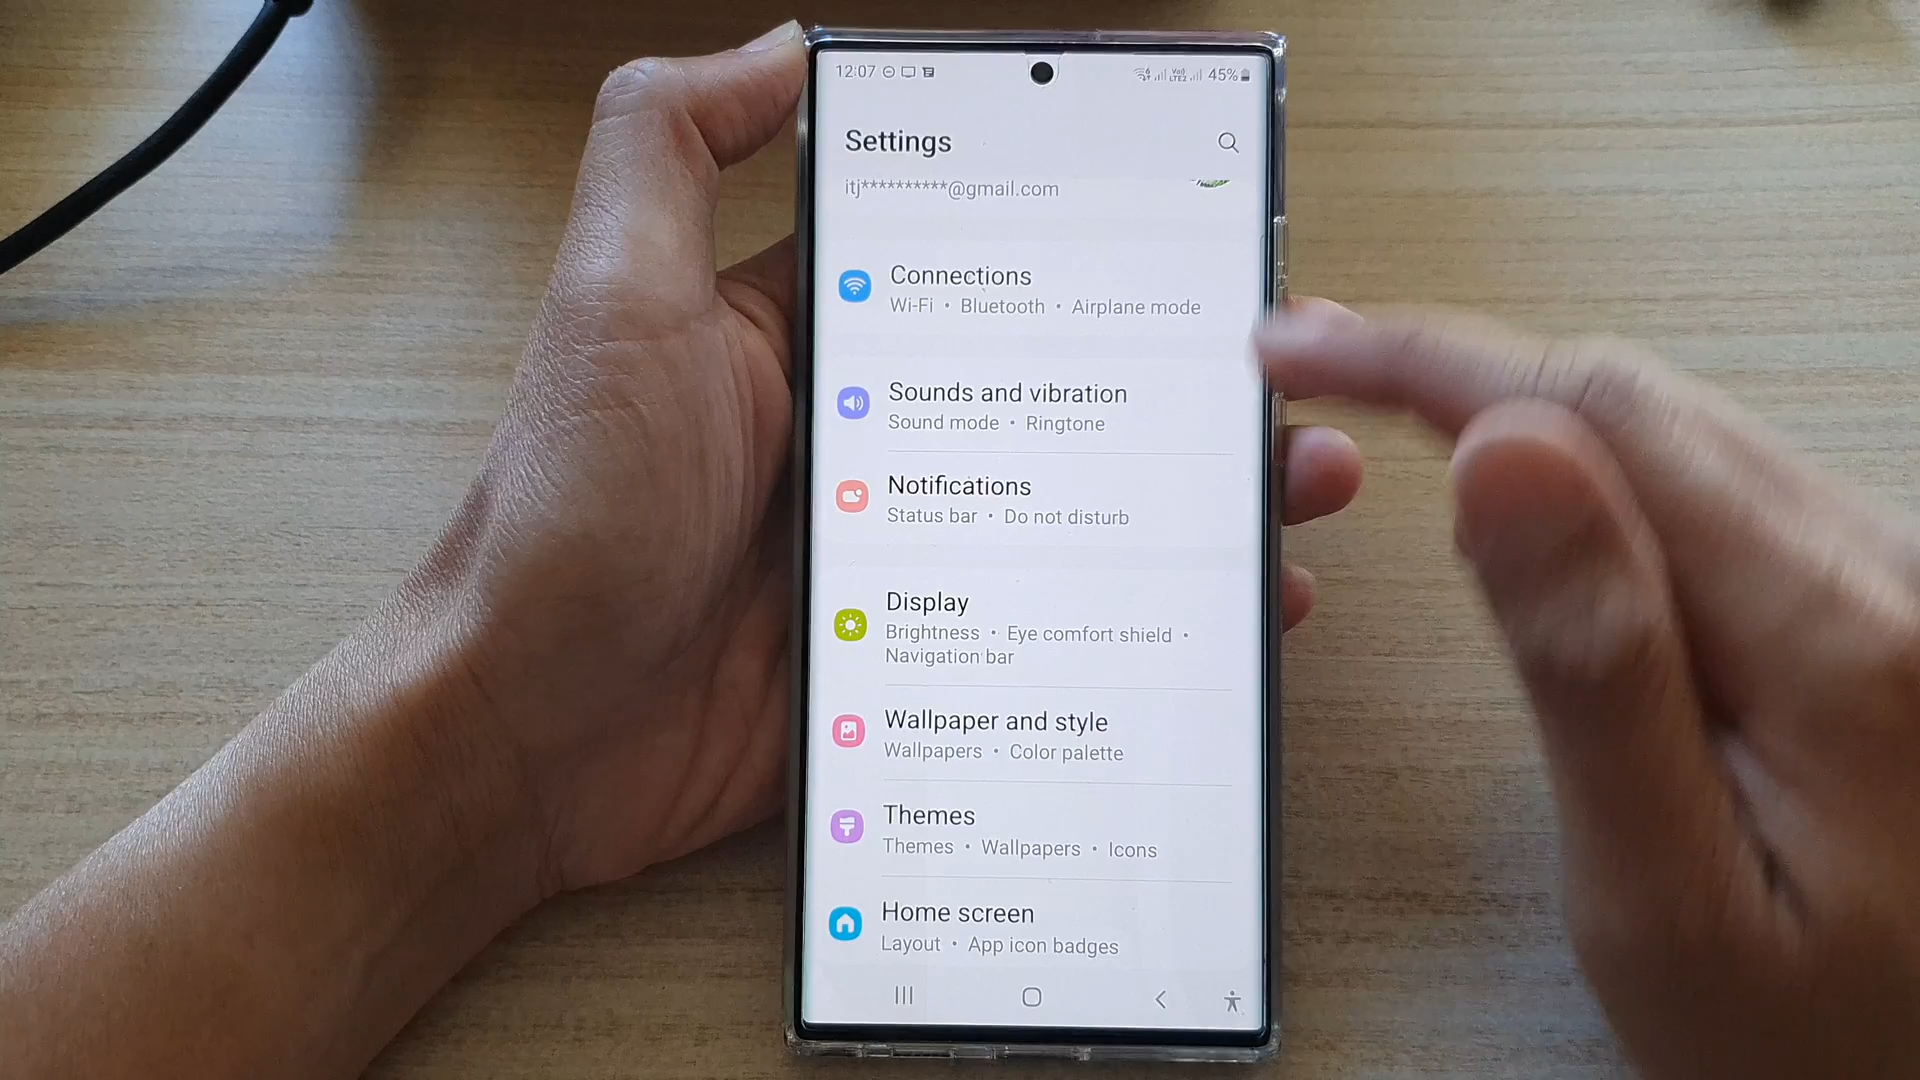 12:07
45%
Settings
itj**********@gmail.com
Connections
Wi-Fi • Bluetooth • Airplane mode
Sounds and vibration
Sound mode • Ringtone
Notifications
Status bar • Do not disturb
Display
Brightness • Eye comfort shield •
Navigation bar
Wallpaper and style
Wallpapers • Color palette
Themes
Themes • Wallpapers • Icons
Home screen
Layout • App icon badges